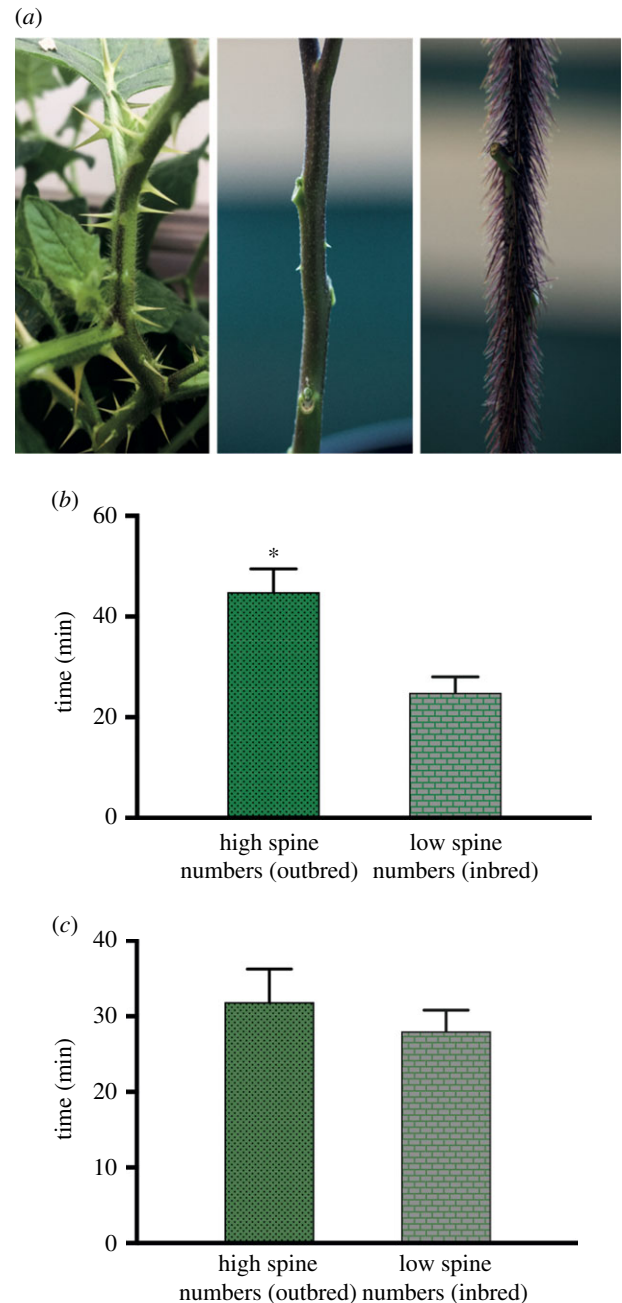 (a)
(b)
60
*
40
time (min)
20
0
high spine
numbers (outbred)
low spine
numbers (inbred)
(c)
40
30
time (min)
20
10
0
high spine
numbers (outbred)
low spine
numbers (inbred)